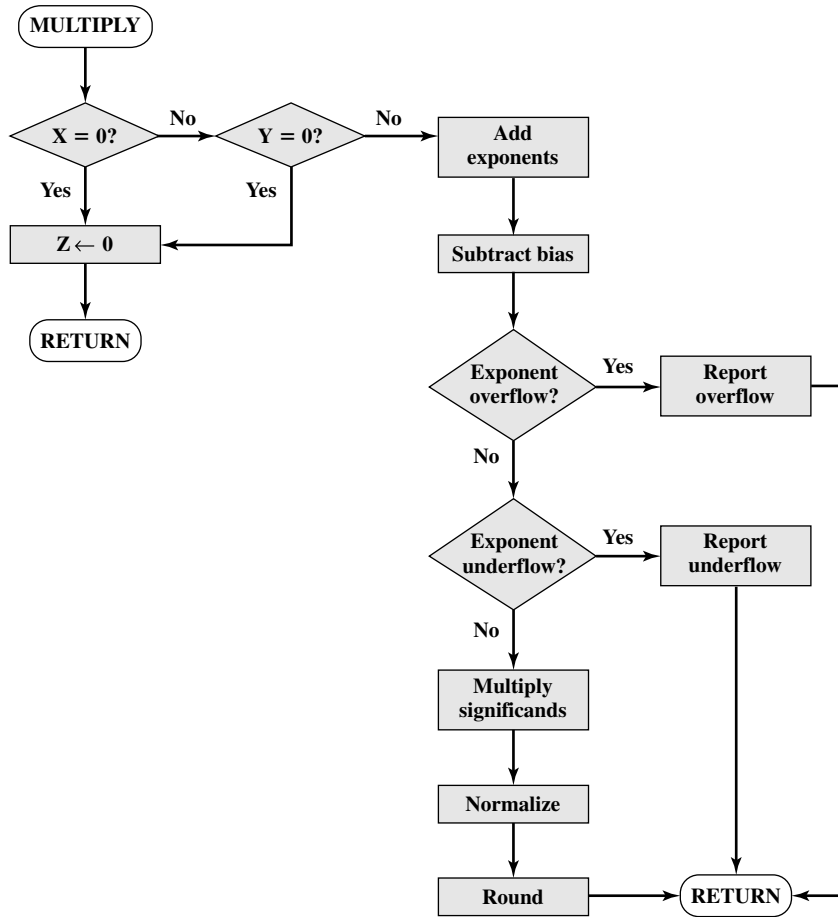 MULTIPLY
X = 0?
No
Y = 0?
No
Add
exponents
Yes
Yes
Z ← 0
Subtract bias
RETURN
Exponent
overflow?
Yes
Report
overflow
No
Exponent
underflow?
Yes
Report
underflow
No
Multiply
significands
Normalize
Round
RETURN